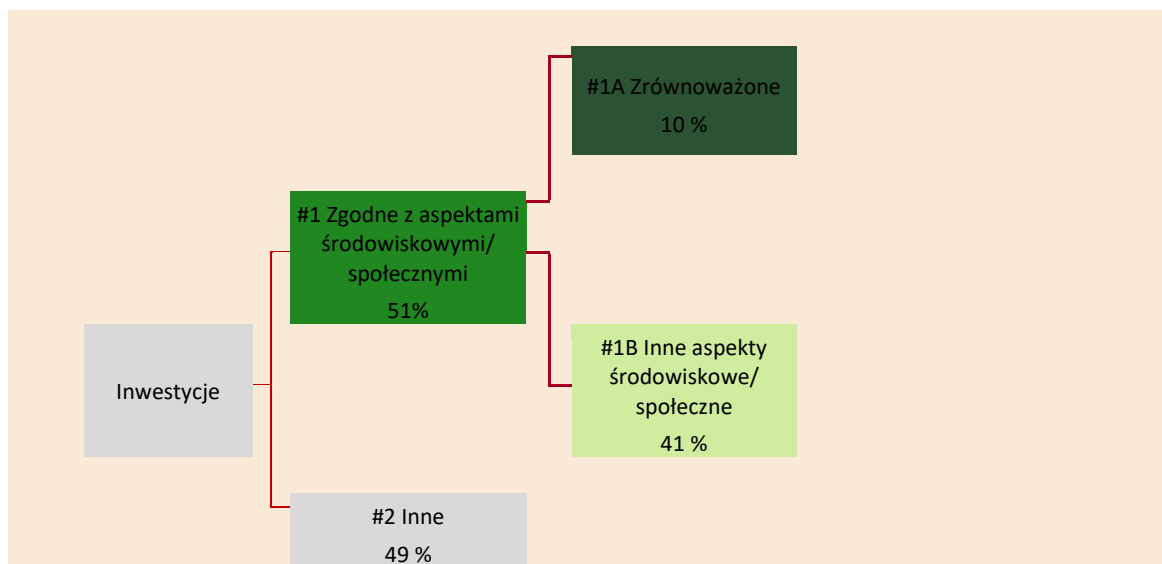 #1A Zrównoważone
10 %
#1 Zgodne z aspektami
środowiskowymi/
społecznymi
51%
Inwestycje
#1B Inne aspekty
środowiskowe/
społeczne
41 %
#2 Inne
49 %